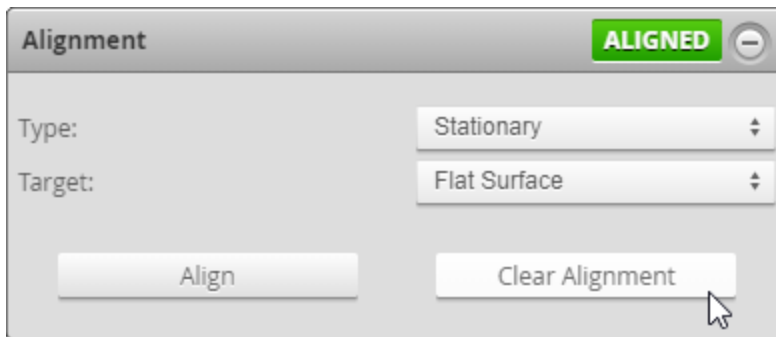 Alignment ALIGNED
Type: Stationary
Target: Flat Surface
Align Clear Alignment